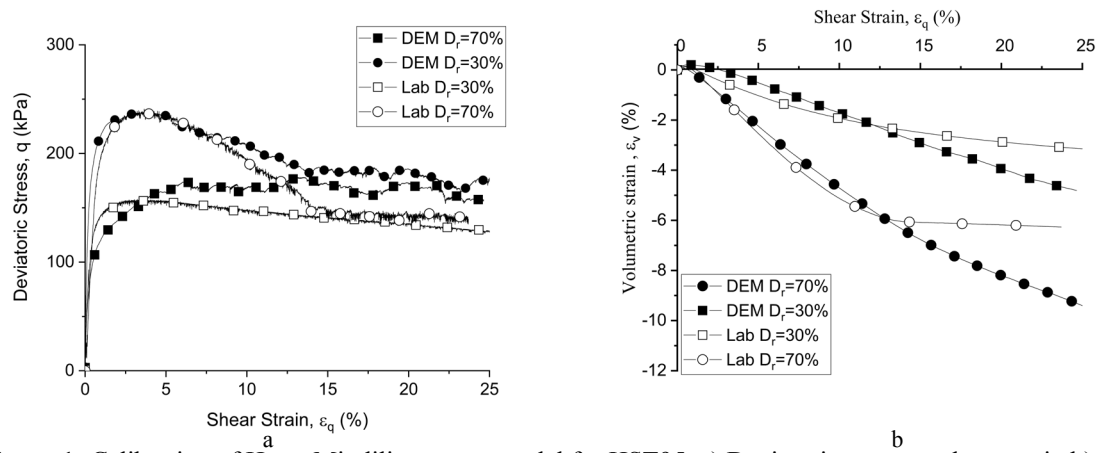 300
200
100
0
0
5
10
15
20
25
Deviatoric Stress, q (kPa)
Shear Strain, εq (%)
DEM Dr=70%
DEM Dr=30%
Lab Dr=30%
Lab Dr=70%
a
Shear Strain, εq (%)
0
5
10
15
20
25
0
-2
-4
-6
-8
-10
-12
Volumetric strain , εv (%)
DEM Dr=70%
DEM Dr=30%
Lab Dr=30%
Lab Dr=70%
b